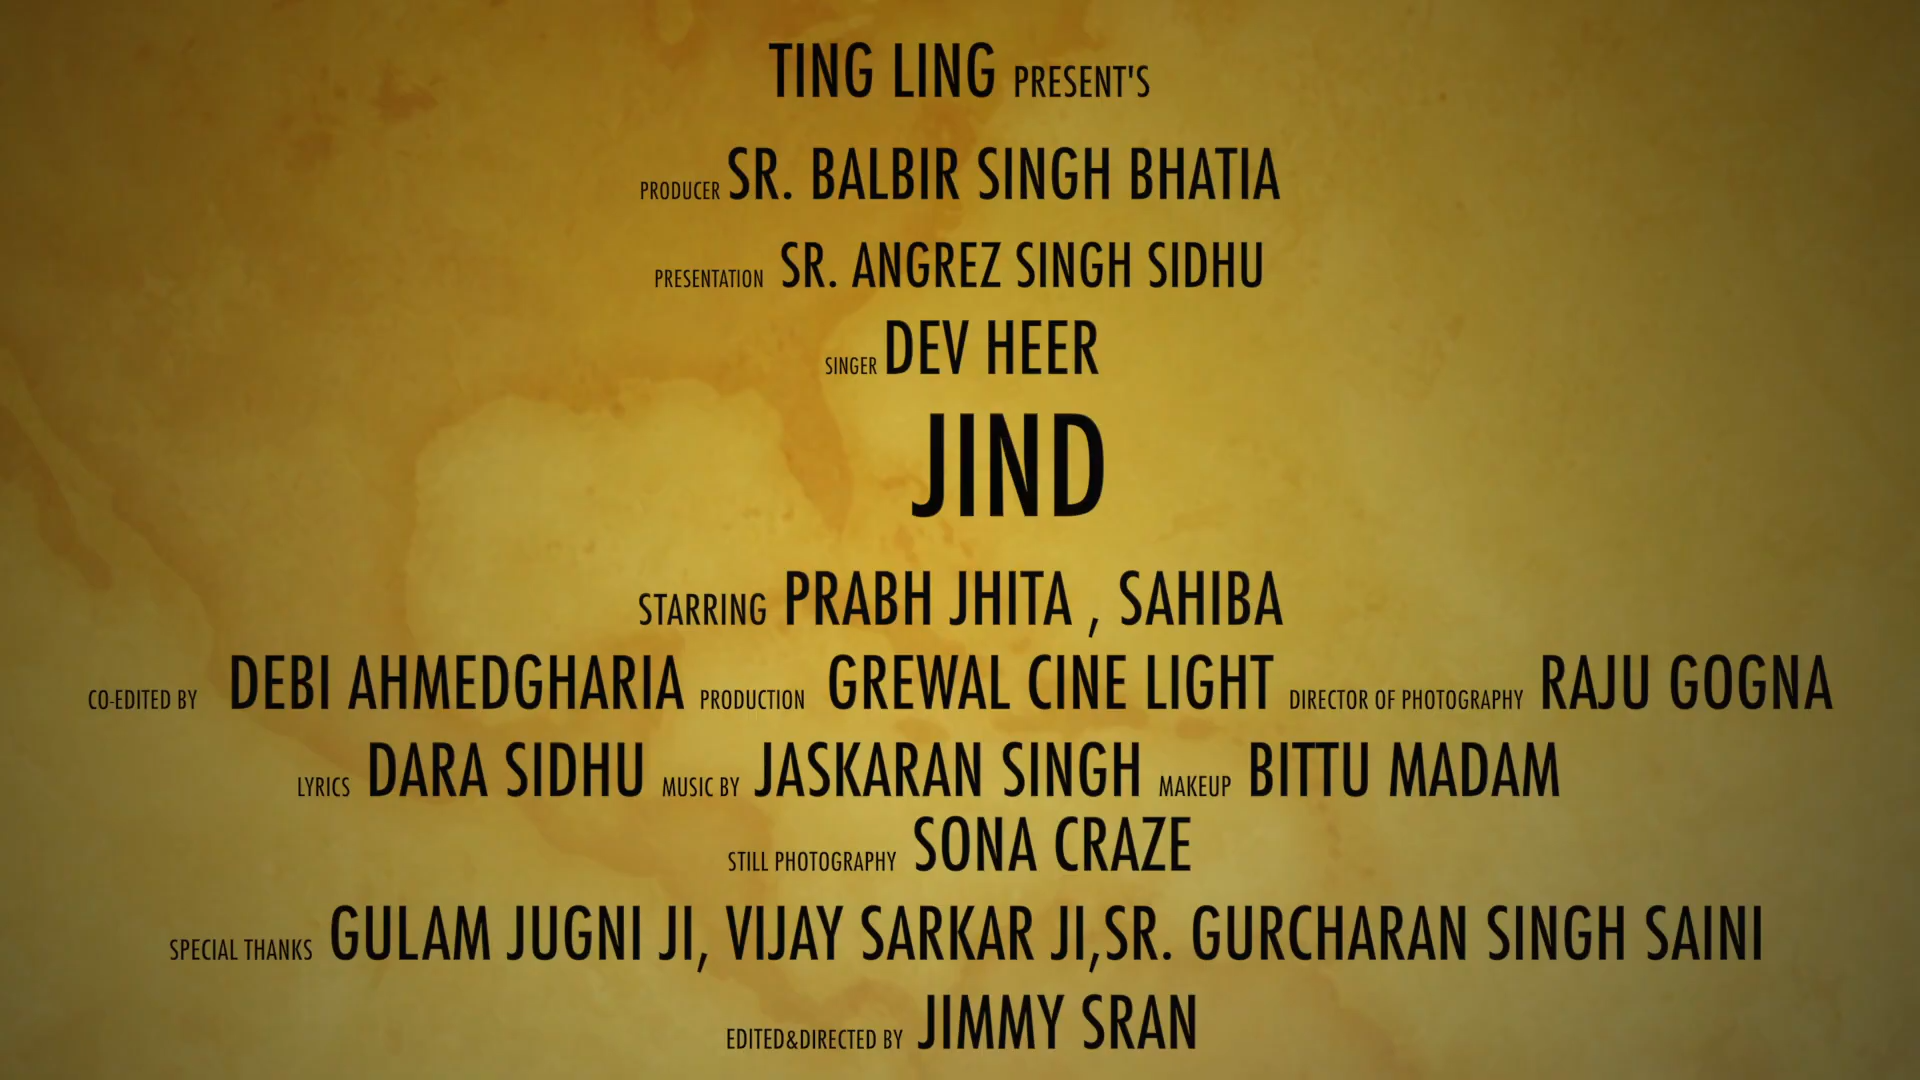 TING LING PRESENT'S
PRODUCER SR. BALBIR SINGH BHATIA
PRESENTATION SR. ANGREZ SINGH SIDHU
SINGER DEV HEER
JIND
STARRING PRABH JHITA , SAHIBA
CO-EDITED BY DEBI AHMEDGHARIA PRODUCTION GREWAL CINE LIGHT DIRECTOR OF PHOTOGRAPHY RAJU GOGNA
LYRICS DARA SIDHU MUSIC BY JASKARAN SINGH MAKEUP BITTU MADAM
STILL PHOTOGRAPHY SONA CRAZE
SPECIAL THANKS GULAM JUGNI JI, VIJAY SARKAR JI,SR. GURCHARAN SINGH SAINI
EDITED&DIRECTED BY JIMMY SRAN